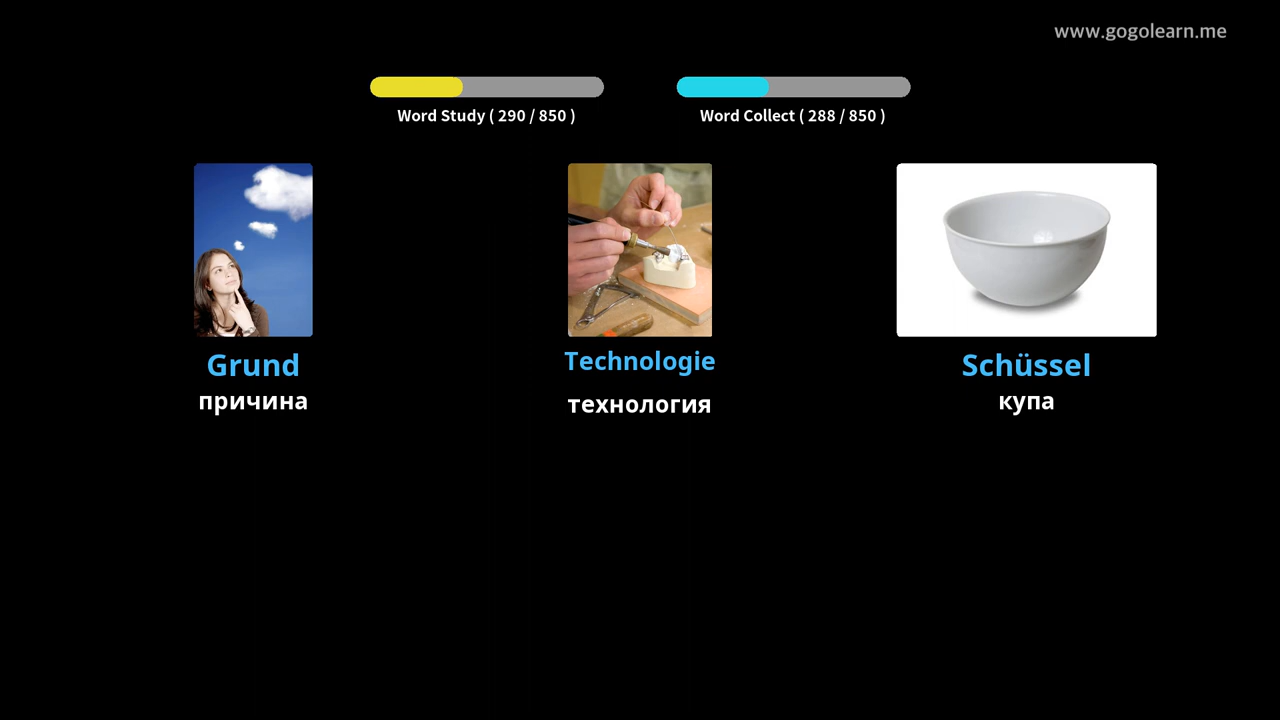 www.gogolearn.me
Word Study ( 290 / 850 )
Word Collect ( 288 / 850 )
Grund
причина
Technologie
технология
Schüssel
купа